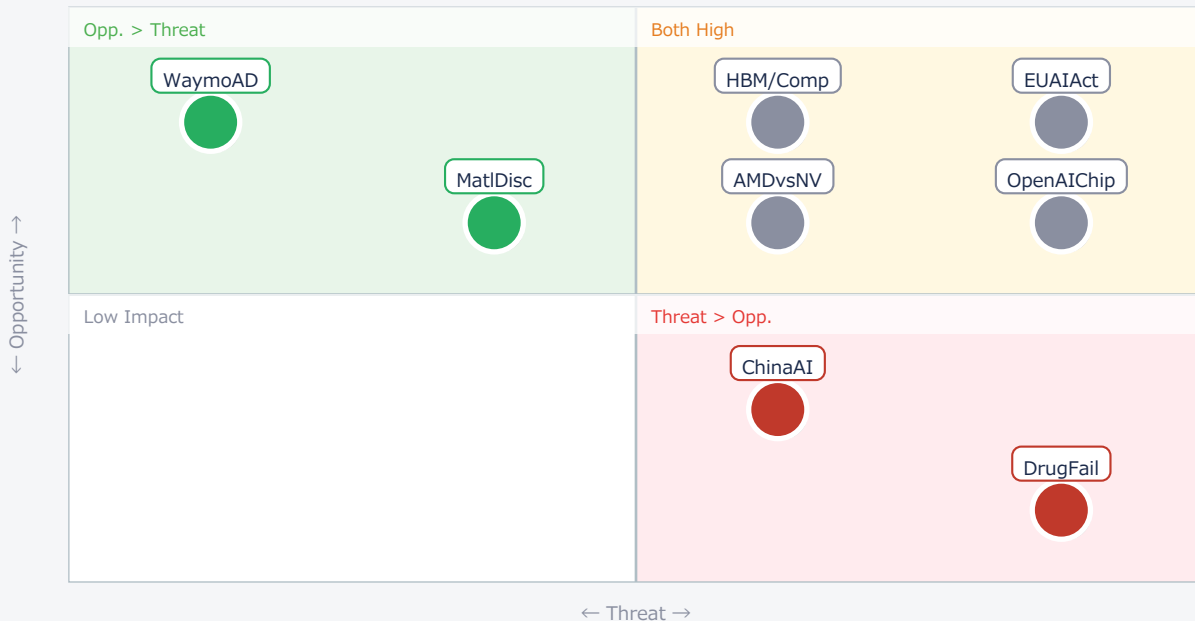 Opp. > Threat
Both High
WaymoAD
HBM/Comp
EUAIAct
MatlDisc
AMDvsNV
OpenAIChip
← Opportunity →
Low Impact
Threat > Opp.
ChinaAI
DrugFail
← Threat →